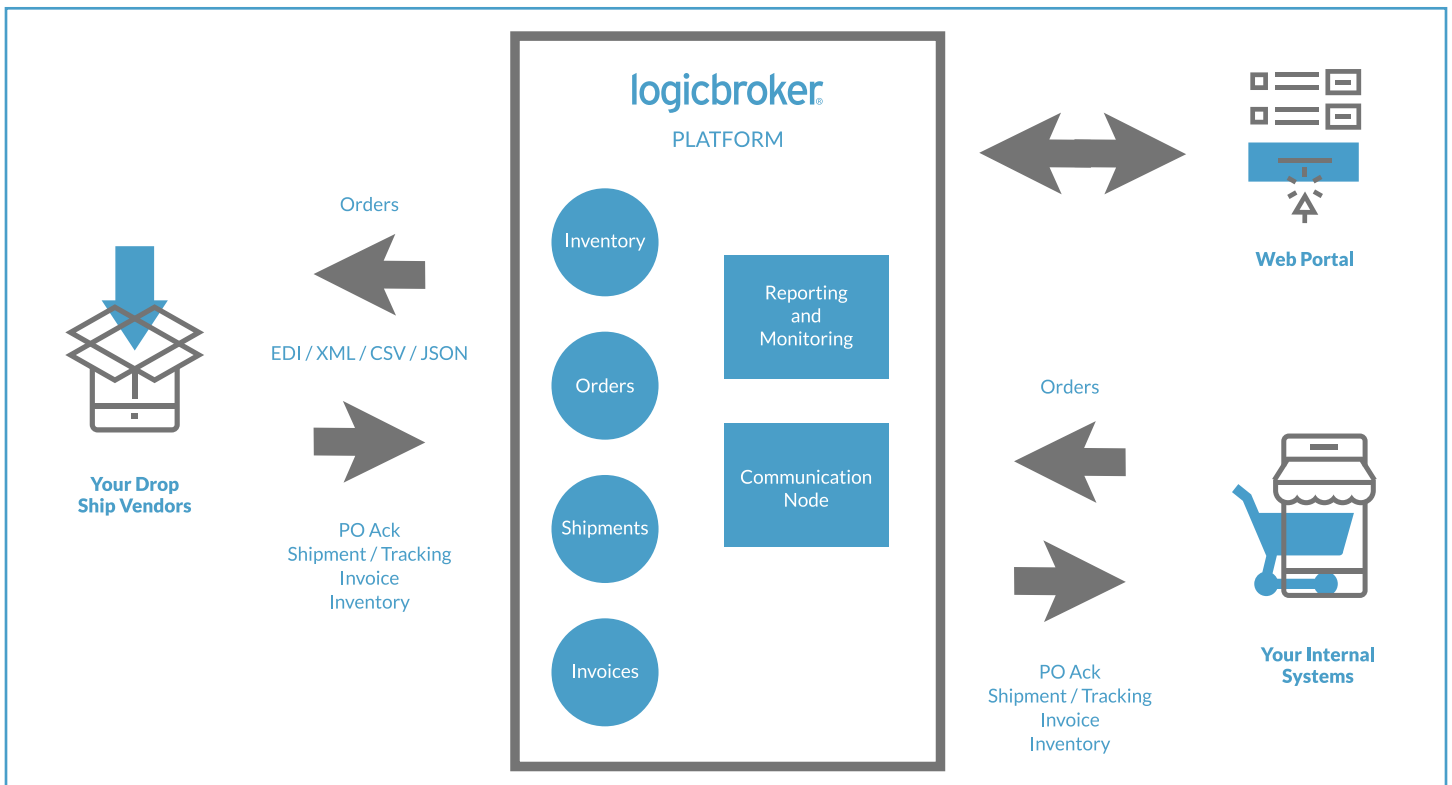 logicbroker®
PLATFORM
Orders
EDI / XML / CSV / JSON
Your Drop
Ship Vendors
PO Ack
Shipment / Tracking
Invoice
Inventory
Inventory
Orders
Shipments
Invoices
Reporting
and
Monitoring
Communication
Node
Web Portal
Orders
Your Internal
Systems
PO Ack
Shipment / Tracking
Invoice
Inventory